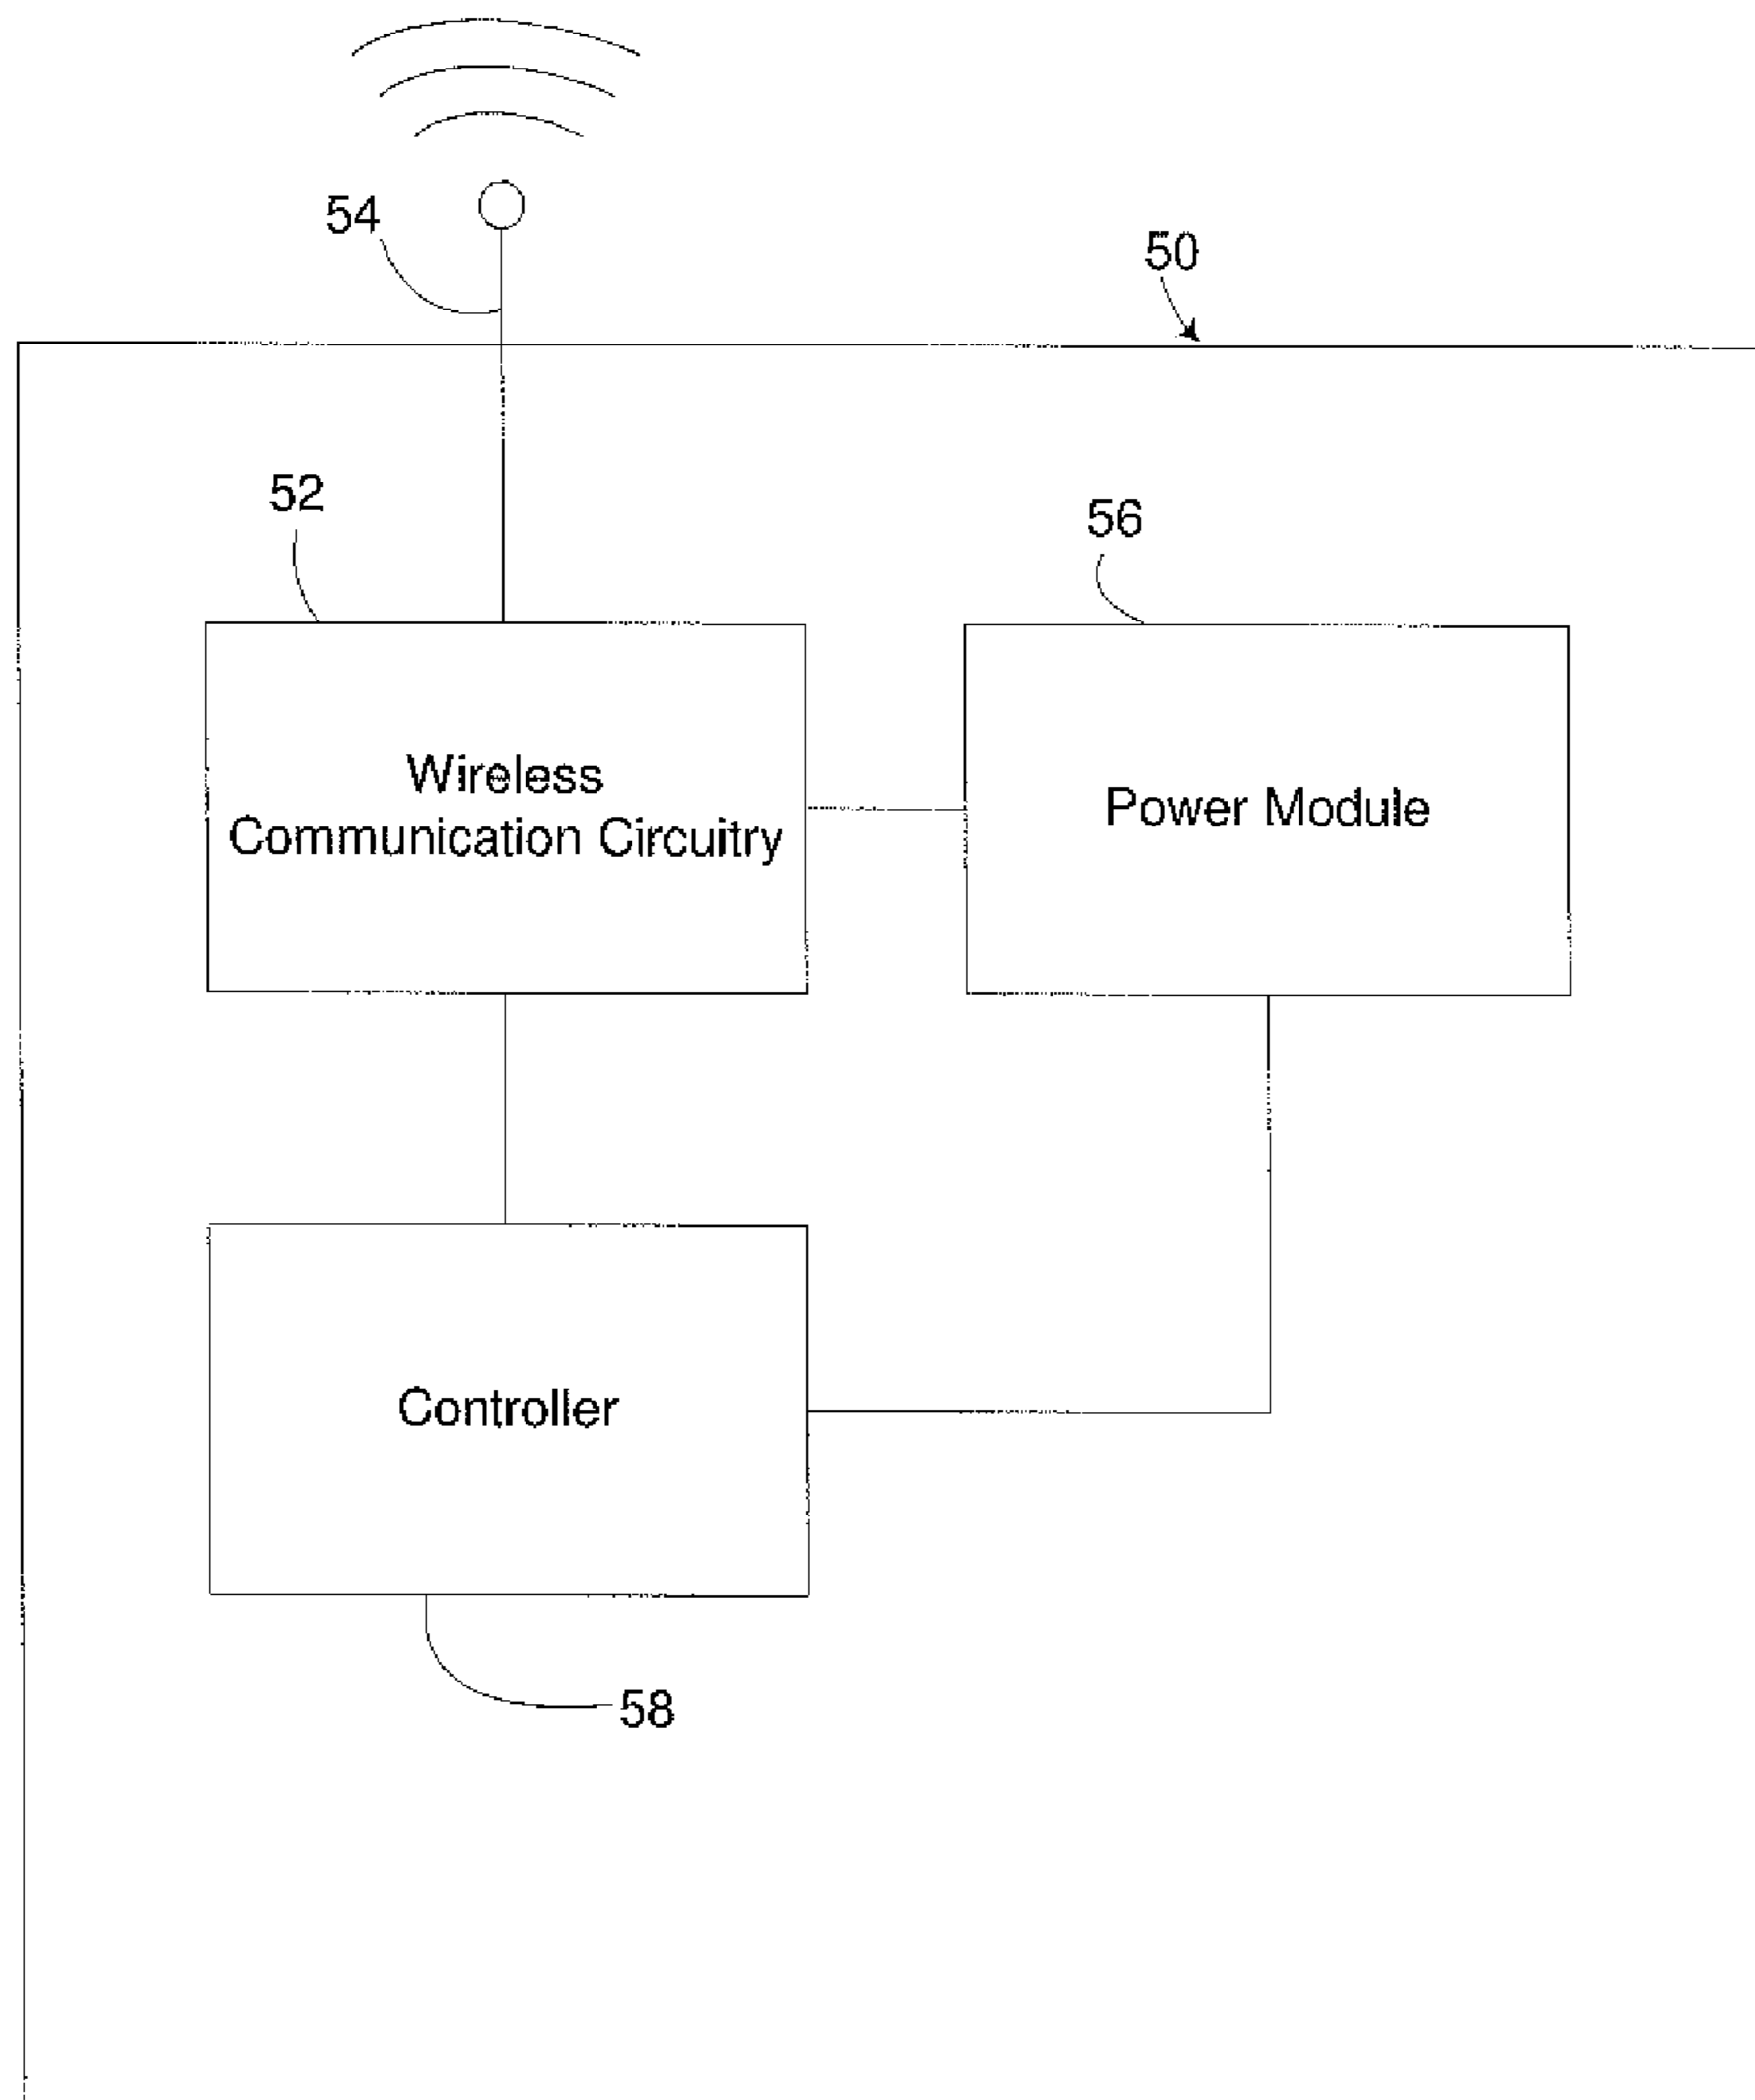 54
50
52
56
Wireless
Communication Circuitry
Power Module
Controller
58